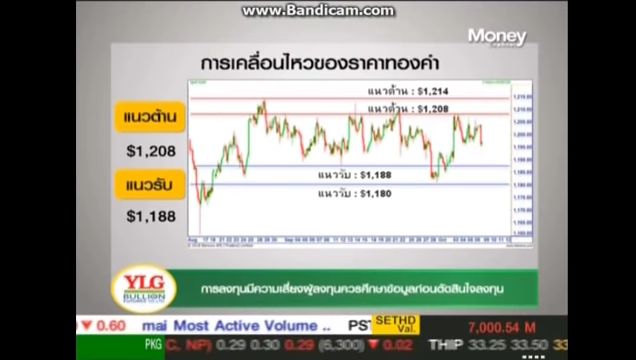 www.Bandicam.com
Money
การเคลื่อนไหวของราคาทองคำ
แนวต้าน
$1,208
แนวรับ
$1,188
แนวต้าน : $1,214
แนวต้าน : $1,208
แนวรับ : $1,188
แนวรับ : $1,180
YLG
BULLION
การลงทุนมีความเสี่ยงผู้ลงทุนควรศึกษาข้อมูลก่อนตัดสินใจลงทุน
▼ 0.60 mai Most Active Volume .. PST SETHD Val. 7,000.54 M
PKG C, NP) 0.29 0.30 0.29 (6,300) ▼ 0.02 THIP 33.25 33.50 33